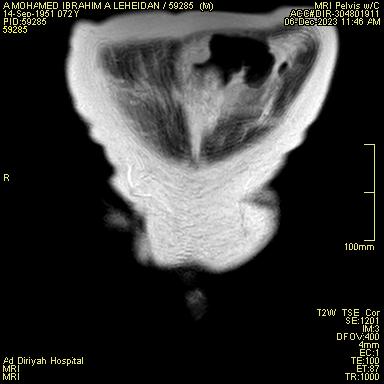 A MOHAMED IBRAHIM A LEHEIDAN / 59285 (M)
14-Sep-1951 072Y
PID:59285
59285
MRI Pelvis w/C
ACC#DIR-304801911
06-Dec-2023 11:46 AM
R
100mm
T2W TSE Cor
SE:1201
IM:3
DFOV:400
4mm
EC:1
TE:100
ET:87
TR:1000
Ad Diriyah Hospital
MRI
MRI